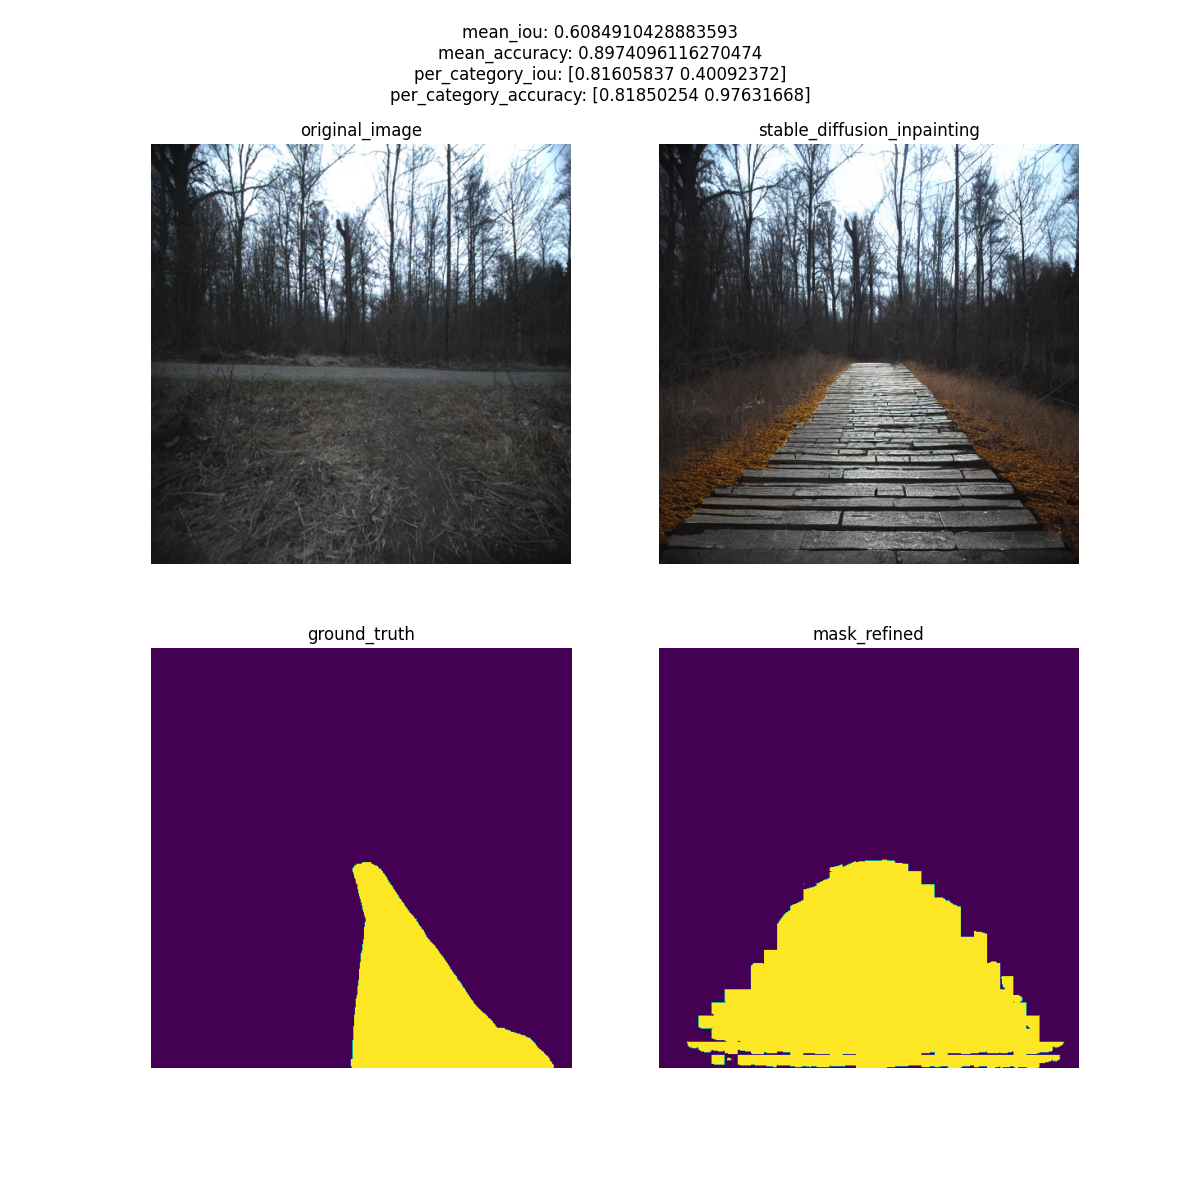 mean_iou: 0.6084910428883593
mean_accuracy: 0.8974096116270474
per_category_iou: [0.81605837 0.40092372]
per_category_accuracy: [0.81850254 0.97631668]
original_image
stable_diffusion_inpainting
ground_truth
mask_refined